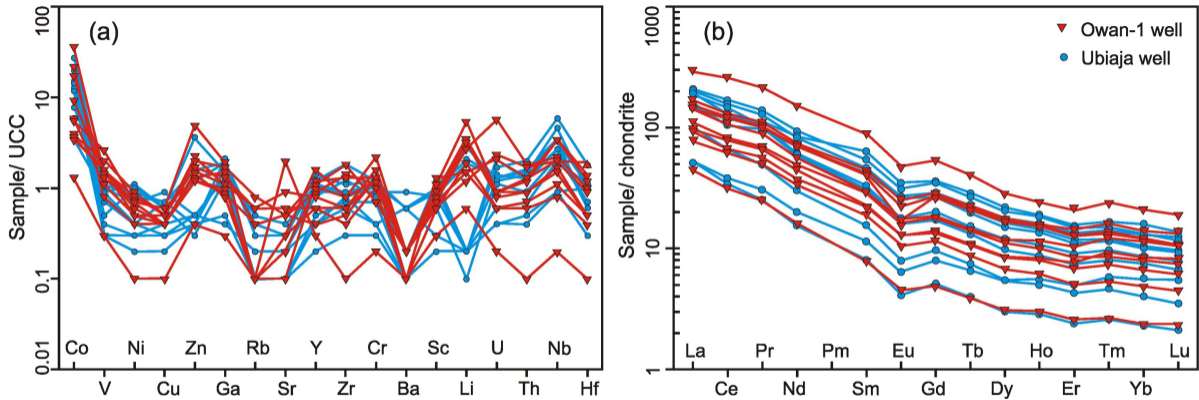 (a)
Sample/ UCC
100
10
1
0.1
0.01
Co Ni Zn Rb Y Cr Sc U Nb
V Cu Ga Sr Zr Ba Li Th Hf
(b)
Owan-1 well
Ubiaja well
Sample/ chondrite
1000
100
10
1
La Pr Pm Eu Tb Ho Tm Lu
Ce Nd Sm Gd Dy Er Yb